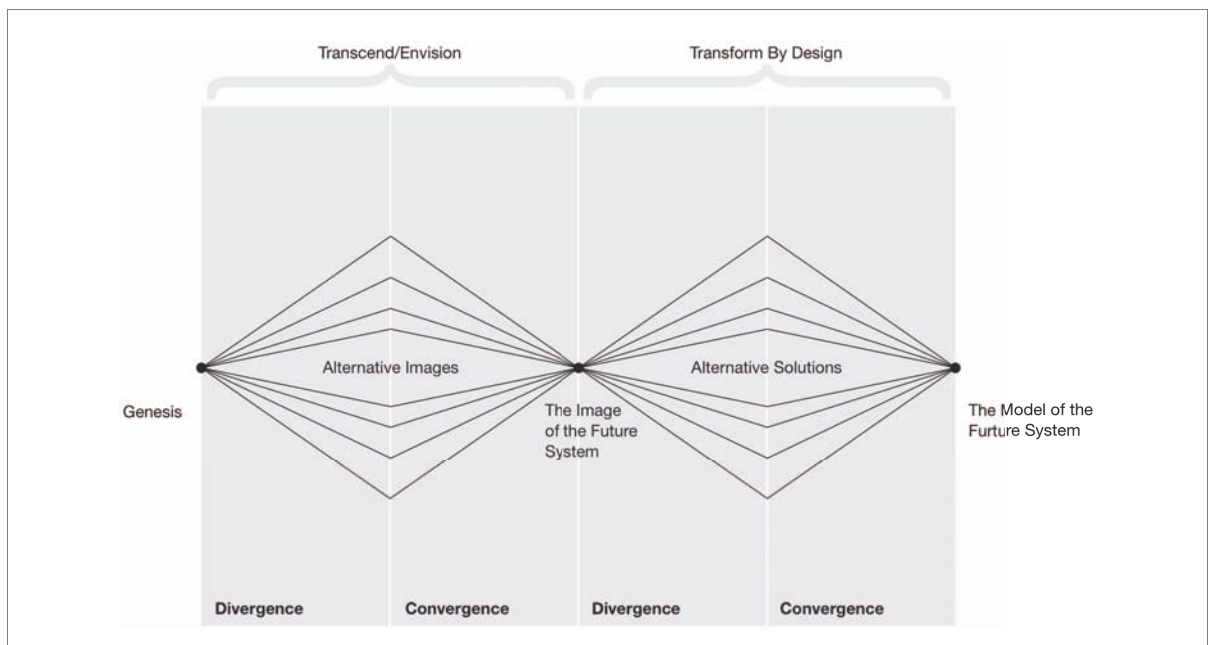 Transcend/Envision
Transform By Design
Alternative Images
Alternative Solutions
Genesis
The Image
of the Future
System
The Model of the
Furture System
Divergence
Convergence
Divergence
Convergence